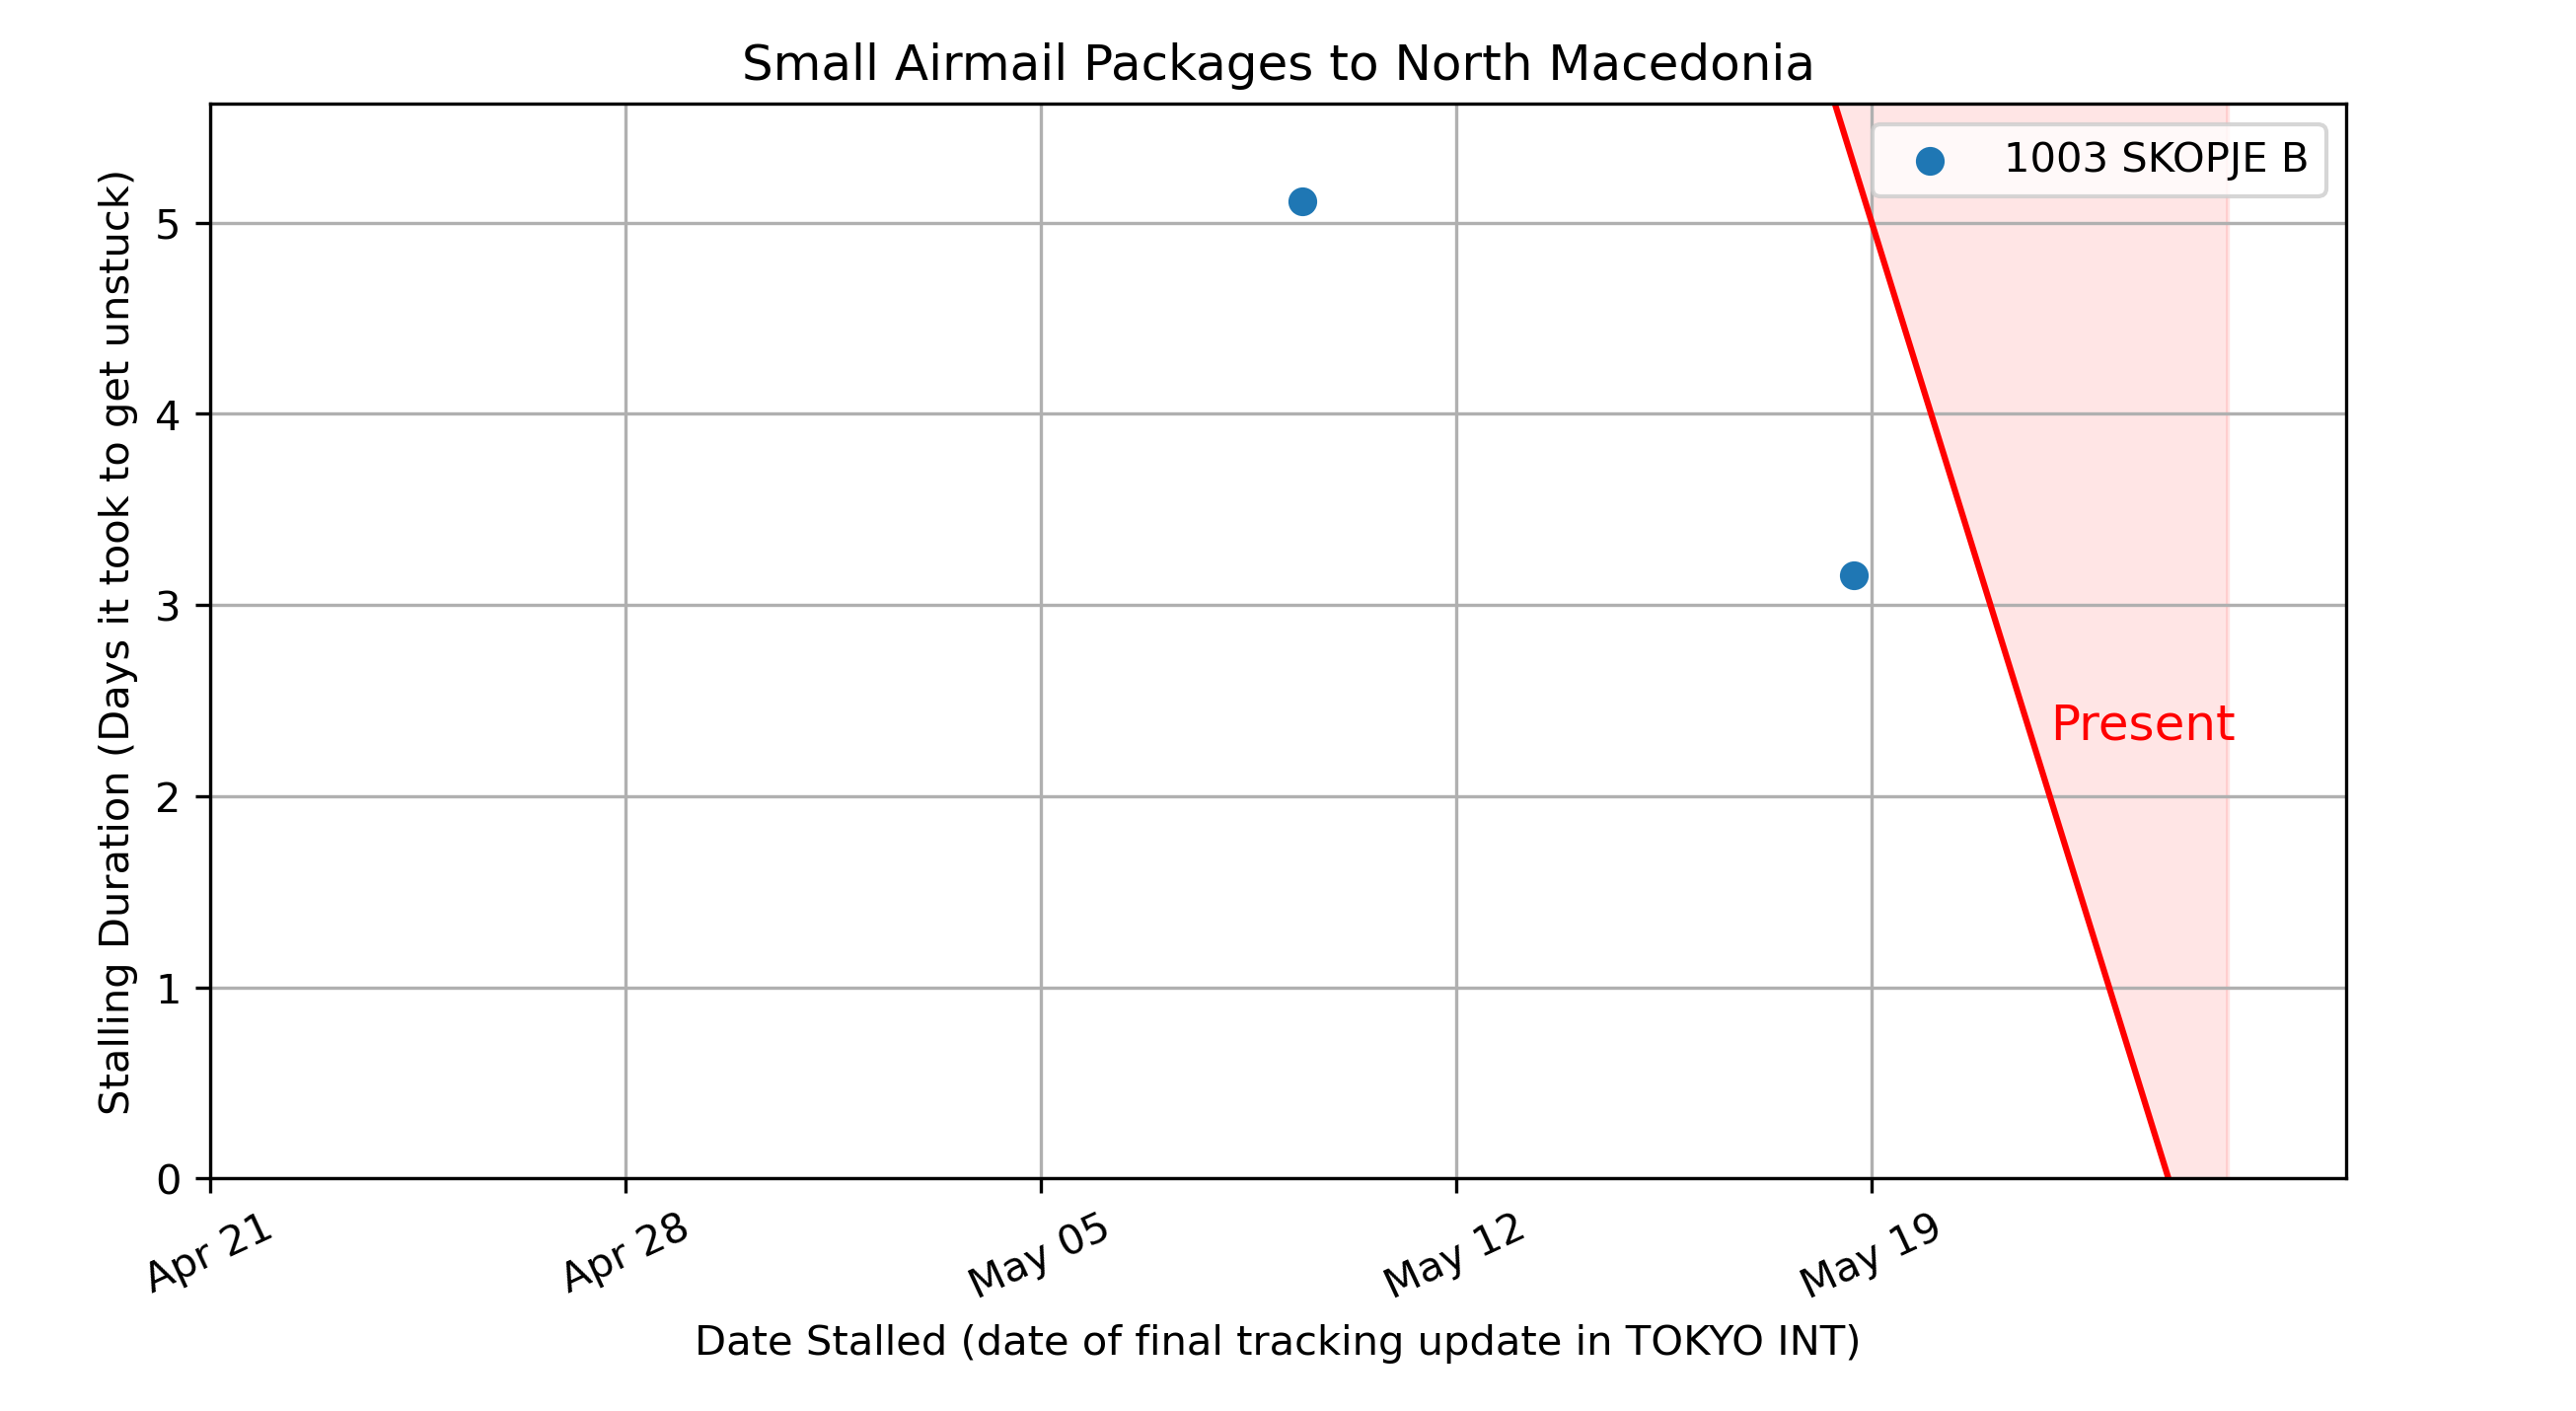 Small Airmail Packages to North Macedonia
1003 SKOPJE B
Stalling Duration (Days it took to get unstuck)
5
4
3
2
1
0
Present
Apr 21
Apr 28
May 05
May 12
May 19
Date Stalled (date of final tracking update in TOKYO INT)